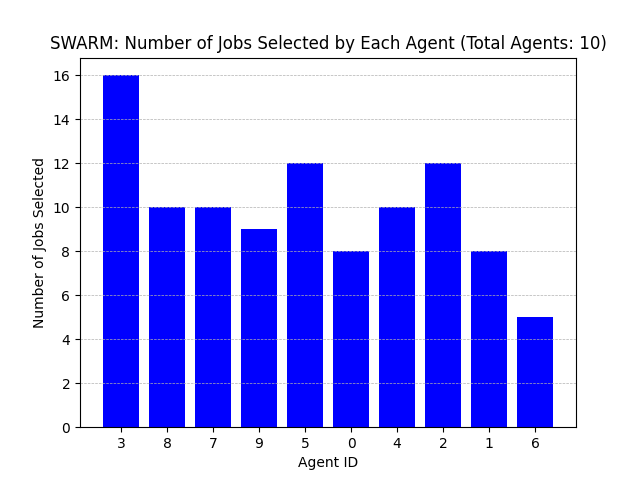 SWARM: Number of Jobs Selected by Each Agent (Total Agents: 10)
16
14
12
10
8
6
4
2
0
Number of Jobs Selected
3 8 7 9 5 0 4 2 1 6
Agent ID